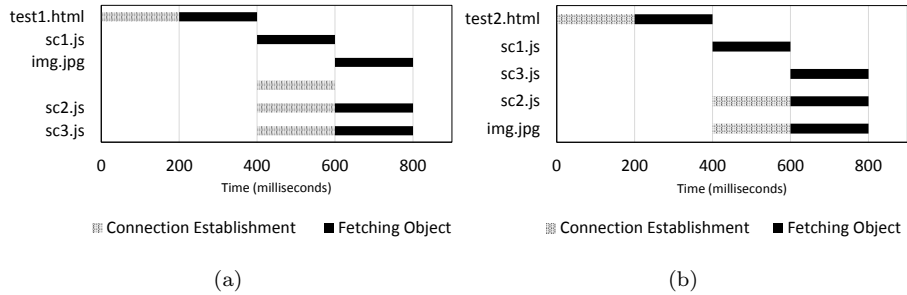 test1.html
sc1.js
img.jpg
sc2.js
sc3.js
0 200 400 600 800
Time (milliseconds)
Connection Establishment Fetching Object
(a)
test2.html
sc1.js
sc3.js
sc2.js
img.jpg
0 200 400 600 800
Time (milliseconds)
Connection Establishment Fetching Object
(b)